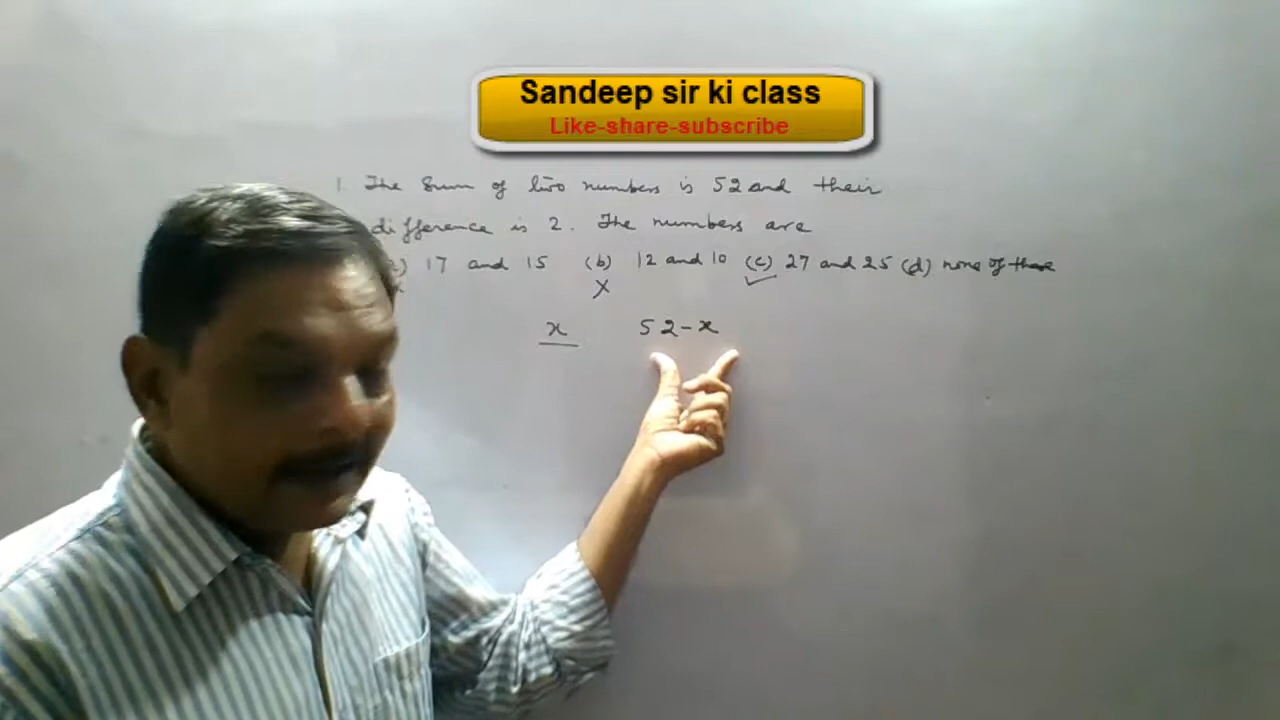 Sandeep sir ki class
Like-share-subscribe
1. The Sum of two numbers is 52 and their
difference is 2. The numbers are
) 17 and 15 (b) 12 and 10 (c) 27 and 25 (d) none of these
x 52-x